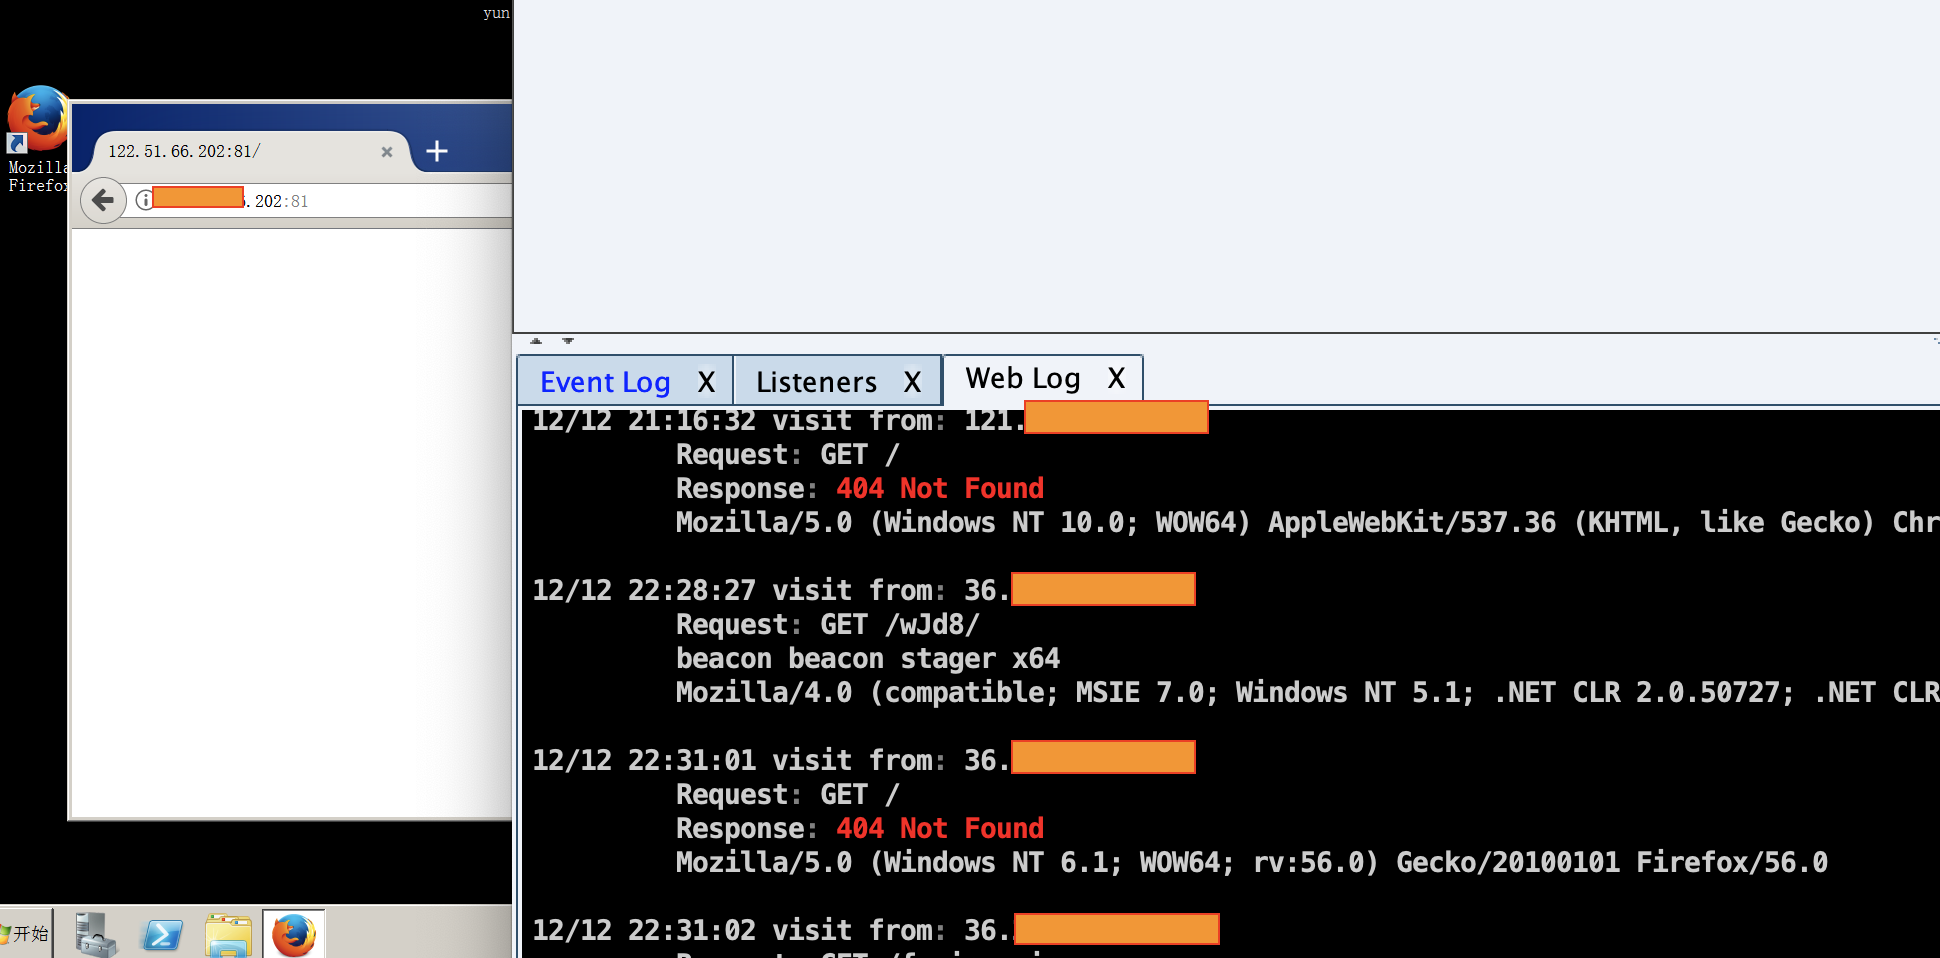 yun
Mozilla
Firefox
122.51.66.202:81/
.202:81
开始
Event Log X
Listeners X
Web Log X
12/12 21:16:32 visit from: 121.
Request: GET /
Response: 404 Not Found
Mozilla/5.0 (Windows NT 10.0; WOW64) AppleWebKit/537.36 (KHTML, like Gecko) Chr
12/12 22:28:27 visit from: 36.
Request: GET /wJd8/
beacon beacon stager x64
Mozilla/4.0 (compatible; MSIE 7.0; Windows NT 5.1; .NET CLR 2.0.50727; .NET CLR
12/12 22:31:01 visit from: 36.
Request: GET /
Response: 404 Not Found
Mozilla/5.0 (Windows NT 6.1; WOW64; rv:56.0) Gecko/20100101 Firefox/56.0
12/12 22:31:02 visit from: 36.